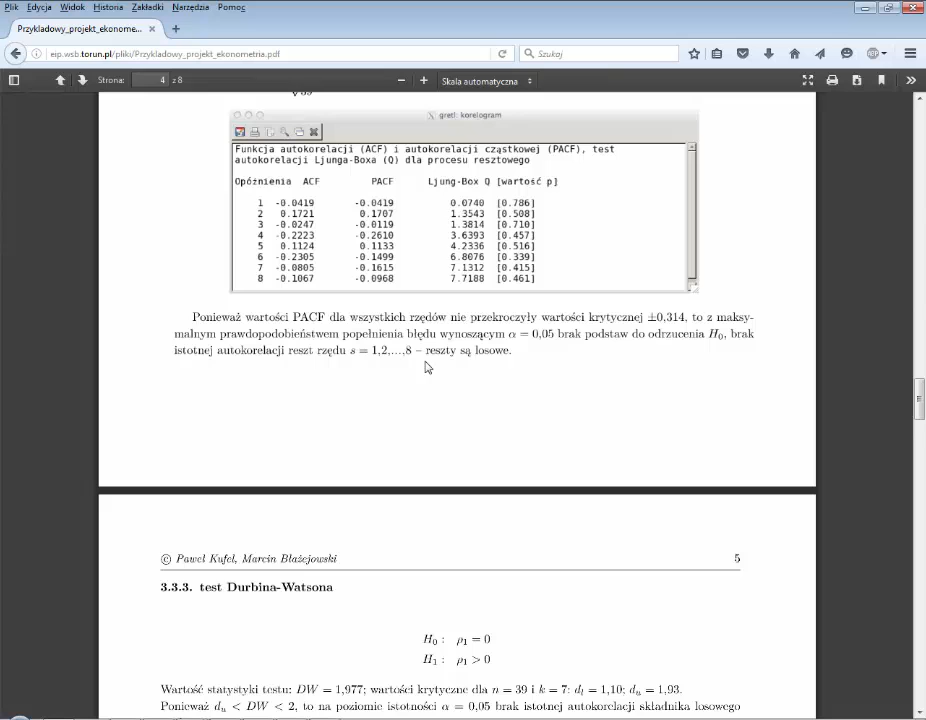 Plik Edycja Widok Historia Zakładki Narzędzia Pomoc
Przykladowy_projekt_ekonome... × +
eip.wsb.torun.pl/pliki/Przykladowy_projekt_ekonometria.pdf Szukaj
Strona: 4 z 8 Skala automatyczna
√39
gretl: korelogram
Funkcja autokorelacji (ACF) i autokorelacji cząstkowej (PACF), test
autokorelacji Ljunga-Boxa (Q) dla procesu resztowego
Opóźnienia ACF PACF Ljung-Box Q [wartość p]
1 -0.0419 -0.0419 0.0740 [0.786]
2 0.1721 0.1707 1.3543 [0.508]
3 -0.0247 -0.0119 1.3814 [0.710]
4 -0.2223 -0.2610 3.6393 [0.457]
5 0.1124 0.1133 4.2336 [0.516]
6 -0.2305 -0.1499 6.8076 [0.339]
7 -0.0805 -0.1615 7.1312 [0.415]
8 -0.1067 -0.0968 7.7188 [0.461]
Ponieważ wartości PACF dla wszystkich rzędów nie przekroczyły wartości krytycznej ±0,314, to z maksy-
malnym prawdopodobieństwem popełnienia błędu wynoszącym α = 0,05 brak podstaw do odrzucenia H₀, brak
istotnej autokorelacji reszt rzędu s = 1,2,...,8 – reszty są losowe.
© Paweł Kufel, Marcin Błażejowski 5
3.3.3. test Durbina-Watsona
H₀ : ρ₁ = 0
H₁ : ρ₁ > 0
Wartość statystyki testu: DW = 1,977; wartości krytyczne dla n = 39 i k = 7: dₗ = 1,10; dᵤ = 1,93.
Ponieważ dᵤ < DW < 2, to na poziomie istotności α = 0,05 brak istotnej autokorelacji składnika losowego